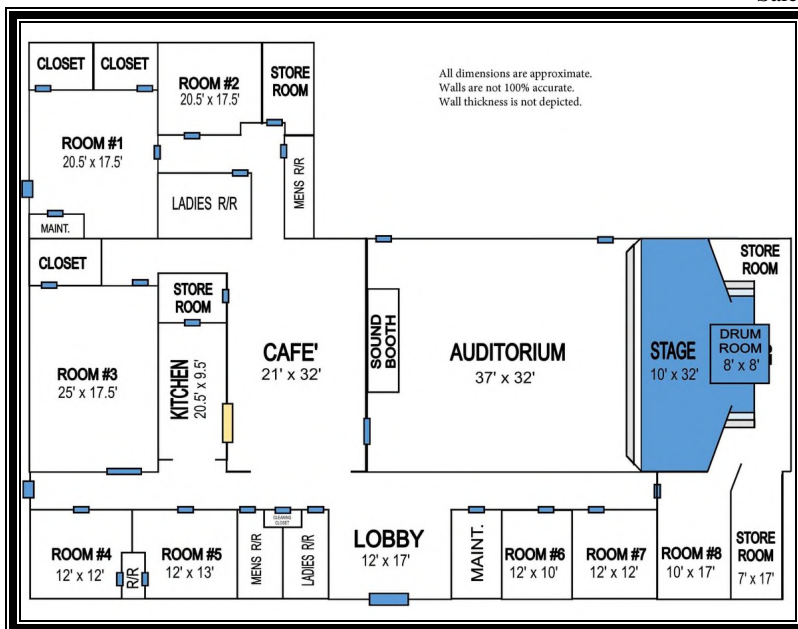 CLOSET
CLOSET
ROOM #2
20.5' x 17.5'
STORE
ROOM
All dimensions are approximate.
Walls are not 100% accurate.
Wall thickness is not depicted.
ROOM #1
20.5' x 17.5'
LADIES R/R
MENS R/R
MAINT.
CLOSET
STORE
ROOM
STORE
ROOM
SOUND
BOOTH
CAFE'
21' x 32'
AUDITORIUM
37' x 32'
STAGE
10' x 32'
DRUM
ROOM
8' x 8'
ROOM #3
25' x 17.5'
KITCHEN
20.5' x 9.5'
ROOM #4
12' x 12'
R/R
ROOM #5
12' x 13'
MENS R/R
CLEANING
CLOSET
LADIES R/R
LOBBY
12' x 17'
MAINT.
ROOM #6
12' x 10'
ROOM #7
12' x 12'
ROOM #8
10' x 17'
STORE
ROOM
7' x 17'